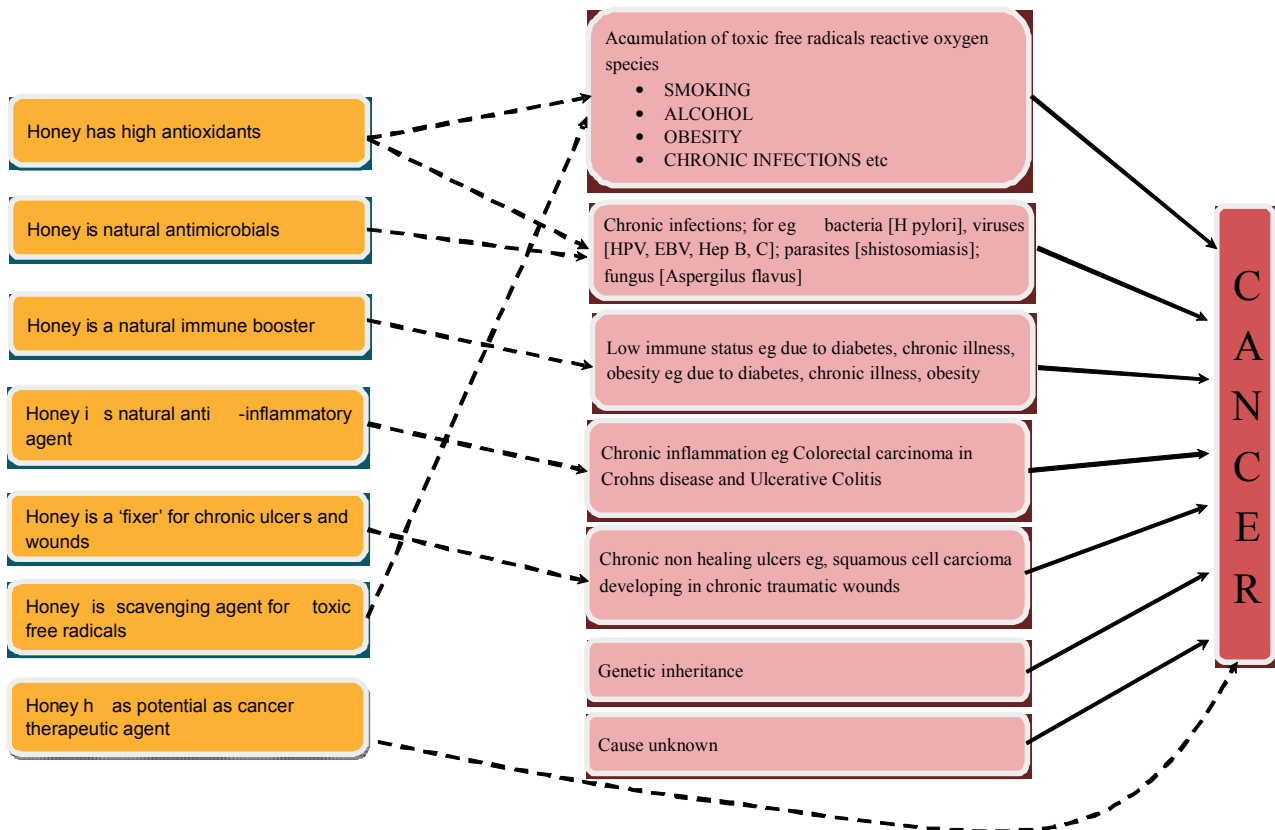 Honey has high antioxidants
Honey is natural antimicrobials
Honey is a natural immune booster
Honey i s natural anti -inflammatory
agent
Honey is a 'fixer' for chronic ulcers and
wounds
Honey is scavenging agent for toxic
free radicals
Honey h as potential as cancer
therapeutic agent
Accumulation of toxic free radicals reactive oxygen
species
• SMOKING
• ALCOHOL
• OBESITY
• CHRONIC INFECTIONS etc
Chronic infections; for eg bacteria [H pylori], viruses
[HPV, EBV, Hep B, C]; parasites [shistosomiasis];
fungus [Aspergilus flavus]
Low immune status eg due to diabetes, chronic illness,
obesity eg due to diabetes, chronic illness, obesity
Chronic inflammation eg Colorectal carcinoma in
Crohns disease and Ulcerative Colitis
Chronic non healing ulcers eg, squamous cell carcioma
developing in chronic traumatic wounds
Genetic inheritance
Cause unknown
C
A
N
C
E
R